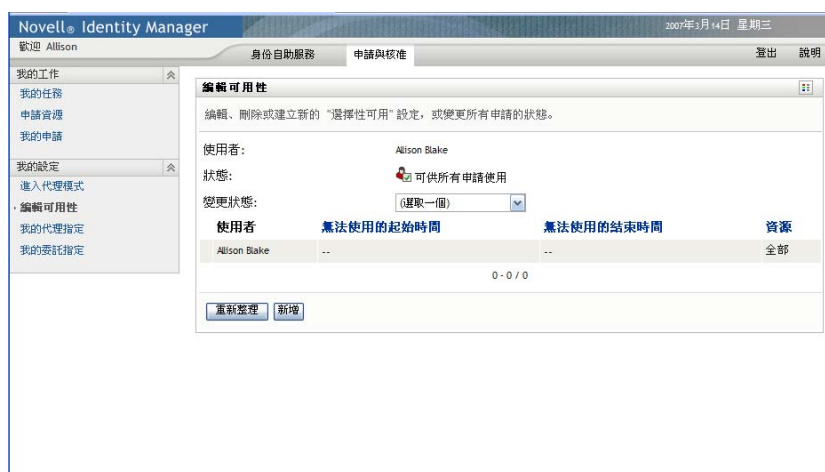 Novell® Identity Manager
2007年3月14日 星期三
歡迎 Allison
身份自助服務
申請與核准
登出
說明
我的工作
我的任務
申請資源
我的申請
我的設定
進入代理模式
編輯可用性
我的代理指定
我的委託指定
編輯可用性
編輯、刪除或建立新的 "選擇性可用" 設定，或變更所有申請的狀態。
使用者:
Allison Blake
狀態:
可供所有申請使用
變更狀態:
(選取一個)
使用者 無法使用的起始時間 無法使用的結束時間 資源
Allison Blake -- -- 全部
0 - 0 / 0
重新整理
新增